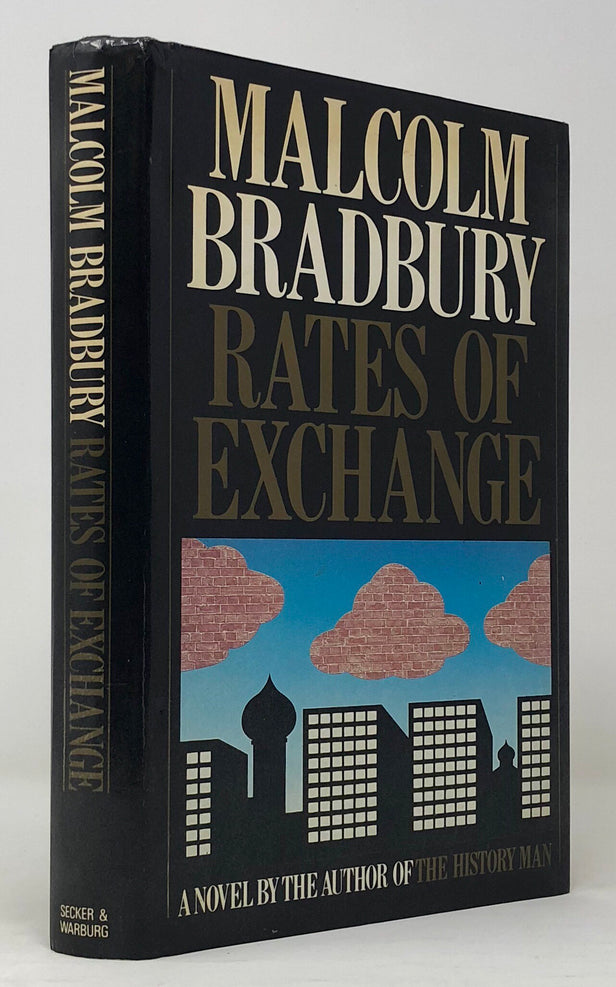 MALCOLM BRADBURY RATES OF EXCHANGE
SECKER &
WARBURG
MALCOLM
BRADBURY
RATES OF
EXCHANGE
A NOVEL BY THE AUTHOR OF THE HISTORY MAN